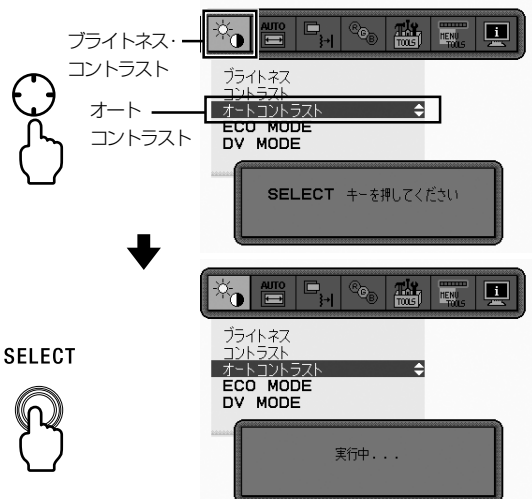 ブライトネス・
コントラスト
オート
コントラスト
AUTO
RGB
TOOLS
MENU
TOOLS
i
ブライトネス
コントラスト
オートコントラスト
ECO MODE
DV MODE
SELECT キーを押してください
SELECT
AUTO
RGB
TOOLS
MENU
TOOLS
i
ブライトネス
コントラスト
オートコントラスト
ECO MODE
DV MODE
実行中...